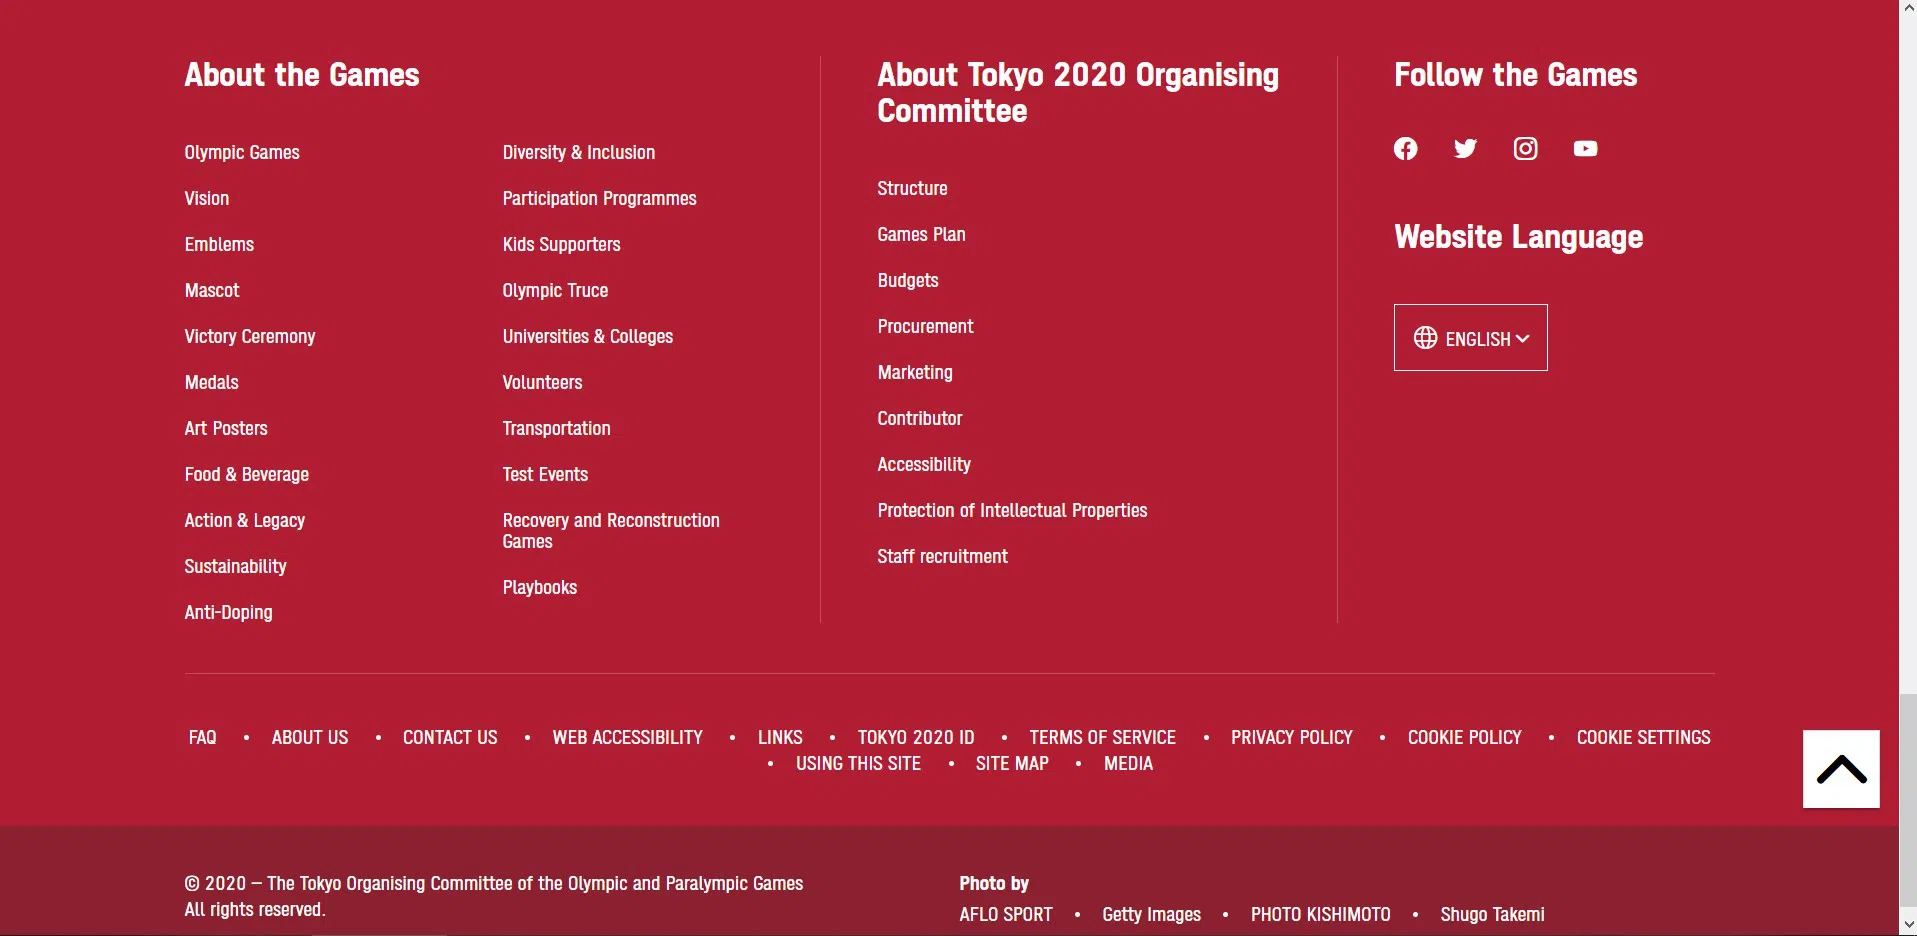 About the Games
Olympic Games
Vision
Emblems
Mascot
Victory Ceremony
Medals
Art Posters
Food & Beverage
Action & Legacy
Sustainability
Anti-Doping
Diversity & Inclusion
Participation Programmes
Kids Supporters
Olympic Truce
Universities & Colleges
Volunteers
Transportation
Test Events
Recovery and Reconstruction
Games
Playbooks
About Tokyo 2020 Organising
Committee
Structure
Games Plan
Budgets
Procurement
Marketing
Contributor
Accessibility
Protection of Intellectual Properties
Staff recruitment
Follow the Games
Website Language
ENGLISH
FAQ • ABOUT US • CONTACT US • WEB ACCESSIBILITY • LINKS • TOKYO 2020 ID • TERMS OF SERVICE • PRIVACY POLICY • COOKIE POLICY • COOKIE SETTINGS
• USING THIS SITE • SITE MAP • MEDIA
© 2020 – The Tokyo Organising Committee of the Olympic and Paralympic Games
All rights reserved.
Photo by
AFLO SPORT • Getty Images • PHOTO KISHIMOTO • Shugo Takemi